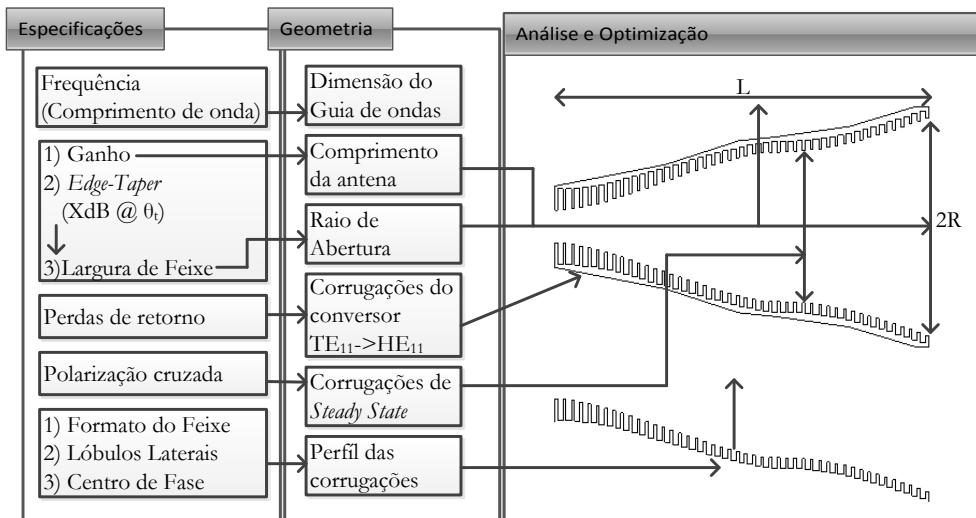 Especificações
Geometria
Análise e Optimização
Frequência
(Comprimento de onda)
1) Ganho
2) Edge-Taper
(XdB @ θt)
3)Largura de Feixe
Perdas de retorno
Polarização cruzada
1) Formato do Feixe
2) Lóbulos Laterais
3) Centro de Fase
Dimensão do
Guia de ondas
Comprimento
da antena
Raio de
Abertura
Corrugações do
conversor
TE11->HE11
Corrugações de
Steady State
Perfíl das
corrugações
L
2R